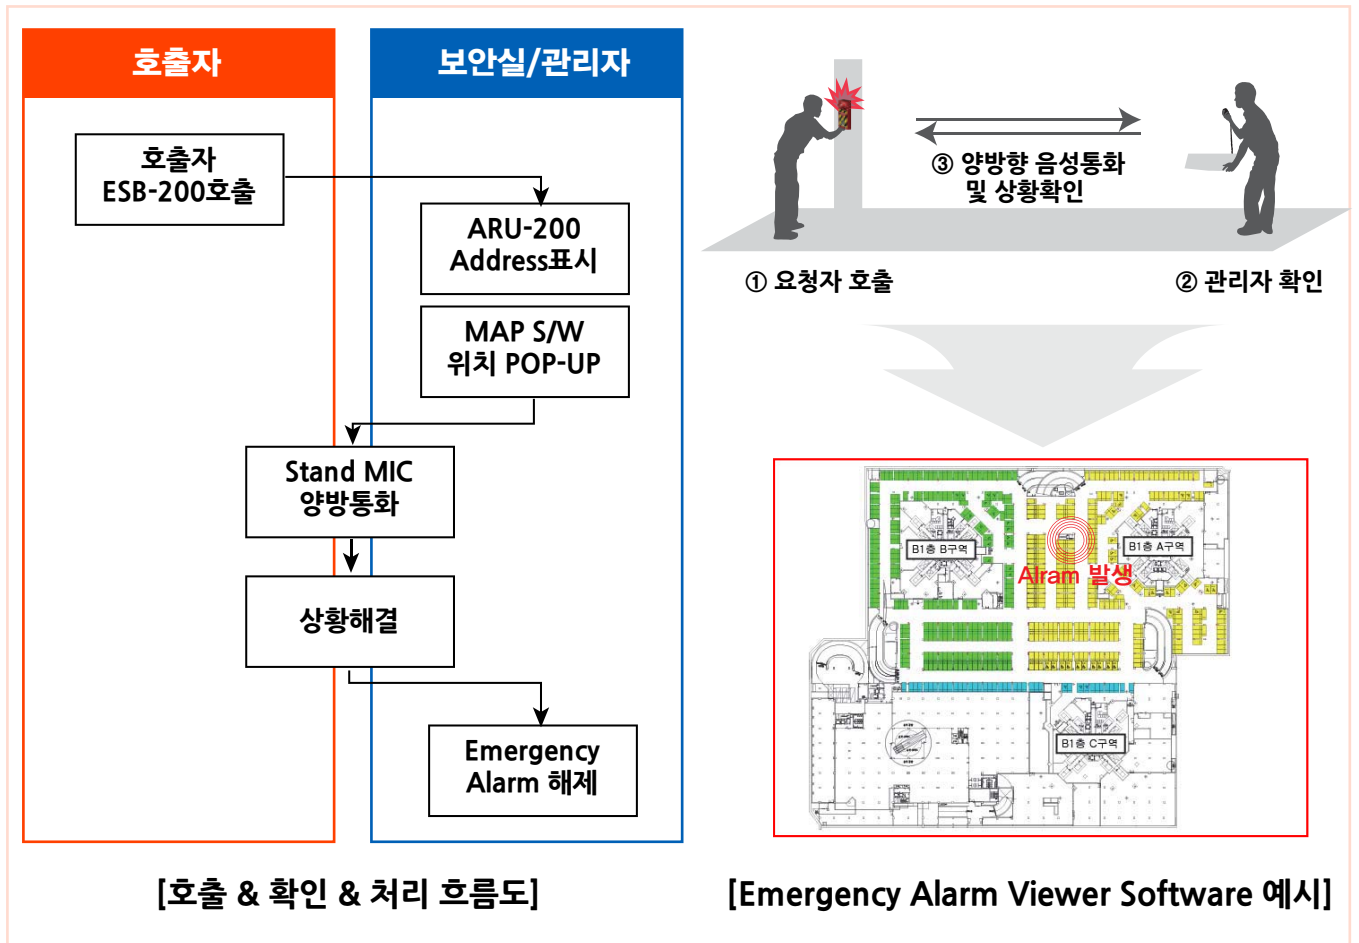 호출자
보안실/관리자
호출자
ESB-200호출
ARU-200
Address표시
MAP S/W
위치 POP-UP
Stand MIC
양방통화
상황해결
Emergency
Alarm 해제
[호출 & 확인 & 처리 흐름도]
③ 양방향 음성통화
및 상황확인
① 요청자 호출
② 관리자 확인
B1층 B구역
B1층 A구역
Alram 발생
B1층 C구역
[Emergency Alarm Viewer Software 예시]